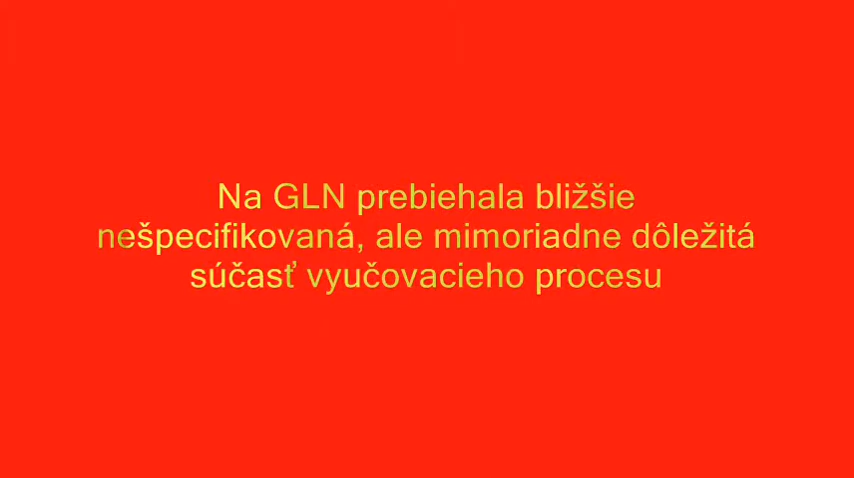 Na GLN prebiehala bližšie
nešpecifikovaná, ale mimoriadne dôležitá
súčasť vyučovacieho procesu